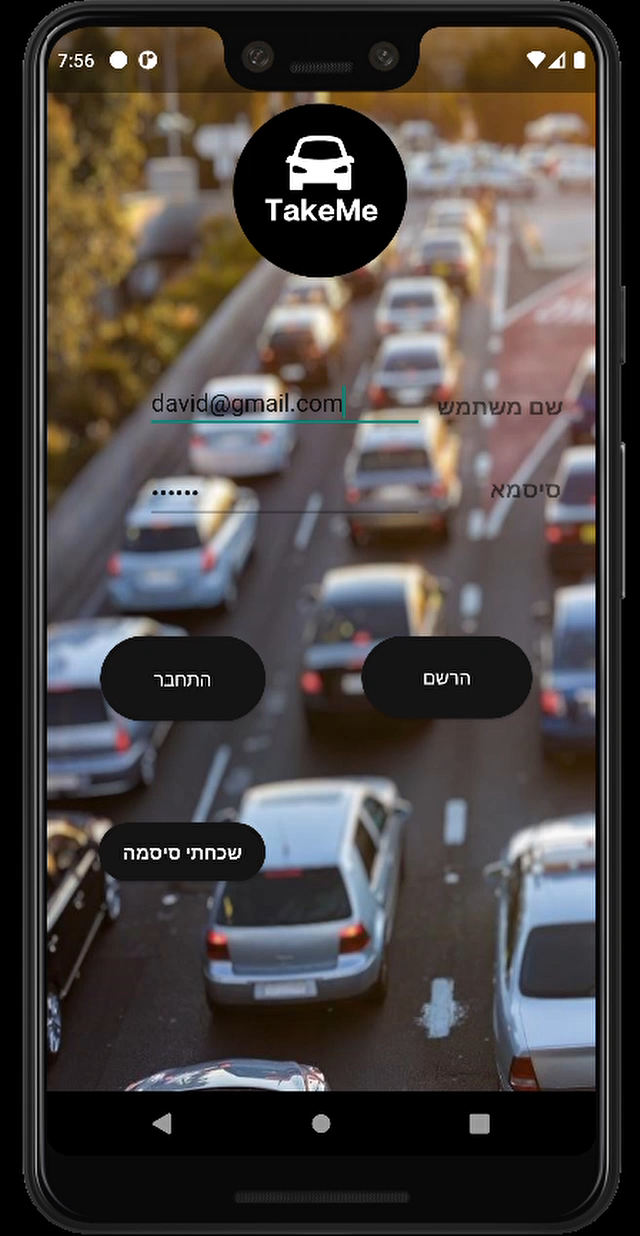 7:56
TakeMe
שם משתמש david@gmail.com
סיסמא ••••••
הרשם התחבר
שכחתי סיסמה